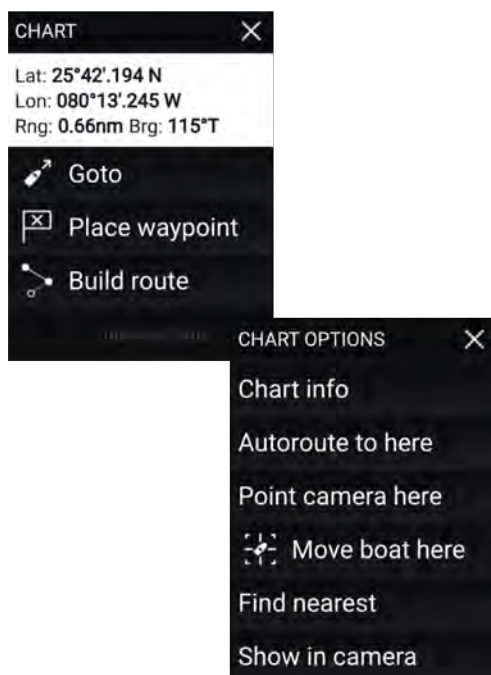 CHART
Lat: 25°42'.194 N
Lon: 080°13'.245 W
Rng: 0.66nm Brg: 115°T
Goto
Place waypoint
Build route
CHART OPTIONS
Chart info
Autoroute to here
Point camera here
Move boat here
Find nearest
Show in camera